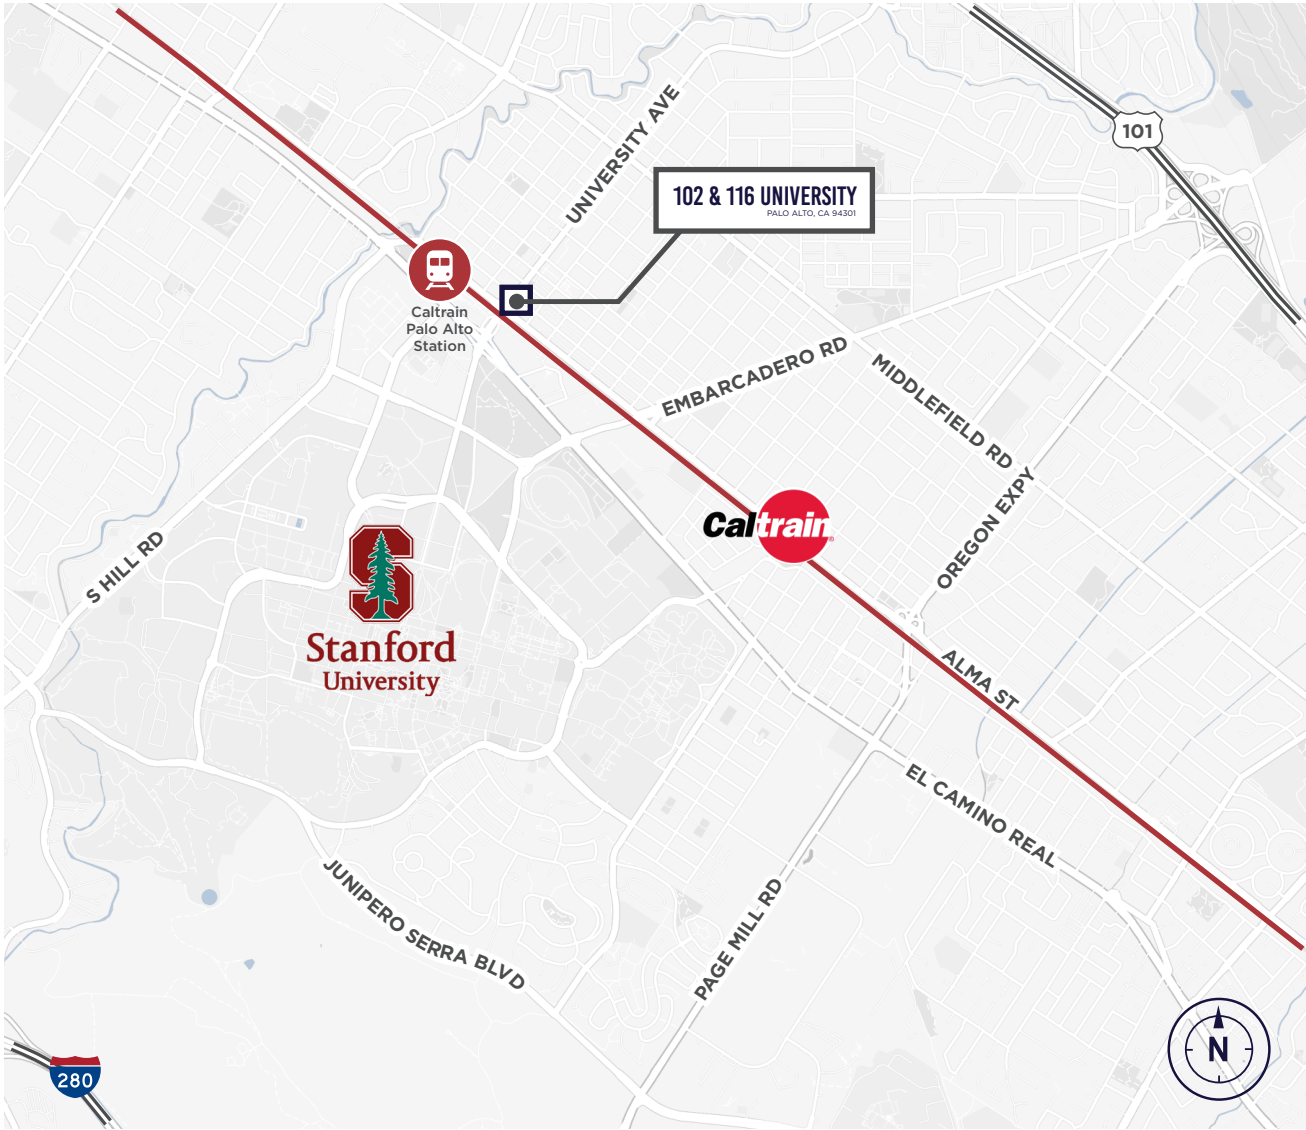 UNIVERSITY AVE
101
102 & 116 UNIVERSITY
PALO ALTO, CA 94301
Caltrain
Palo Alto
Station
EMBARCADERO RD
MIDDLEFIELD RD
OREGON EXPY
Caltrain®
S HILL RD
Stanford
University
ALMA ST
EL CAMINO REAL
JUNIPERO SERRA BLVD
PAGE MILL RD
N
280